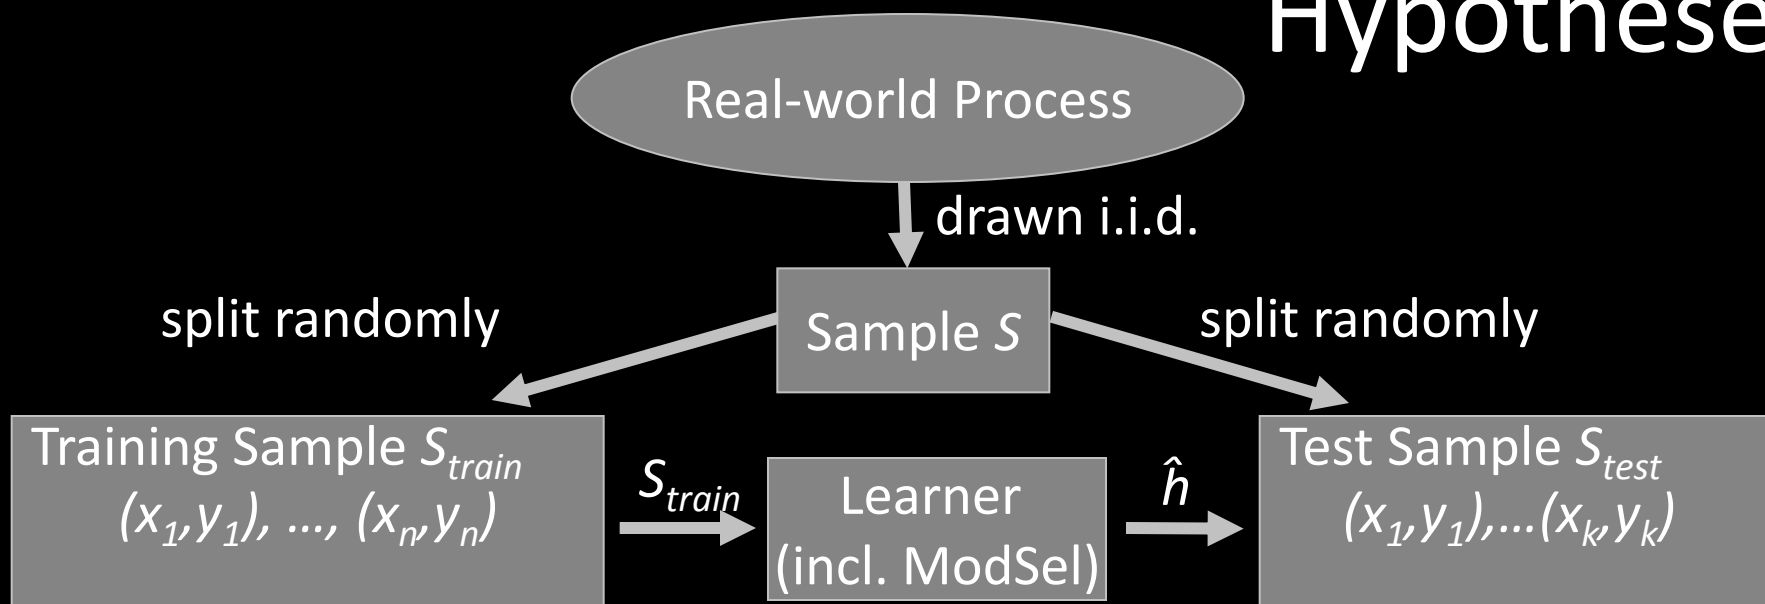 Hypothese
Real-world Process
drawn i.i.d.
split randomly
Sample S
split randomly
Training Sample S_train
(x_1,y_1), …, (x_n,y_n)
S_train
Learner
(incl. ModSel)
ĥ
Test Sample S_test
(x_1,y_1),…(x_k,y_k)